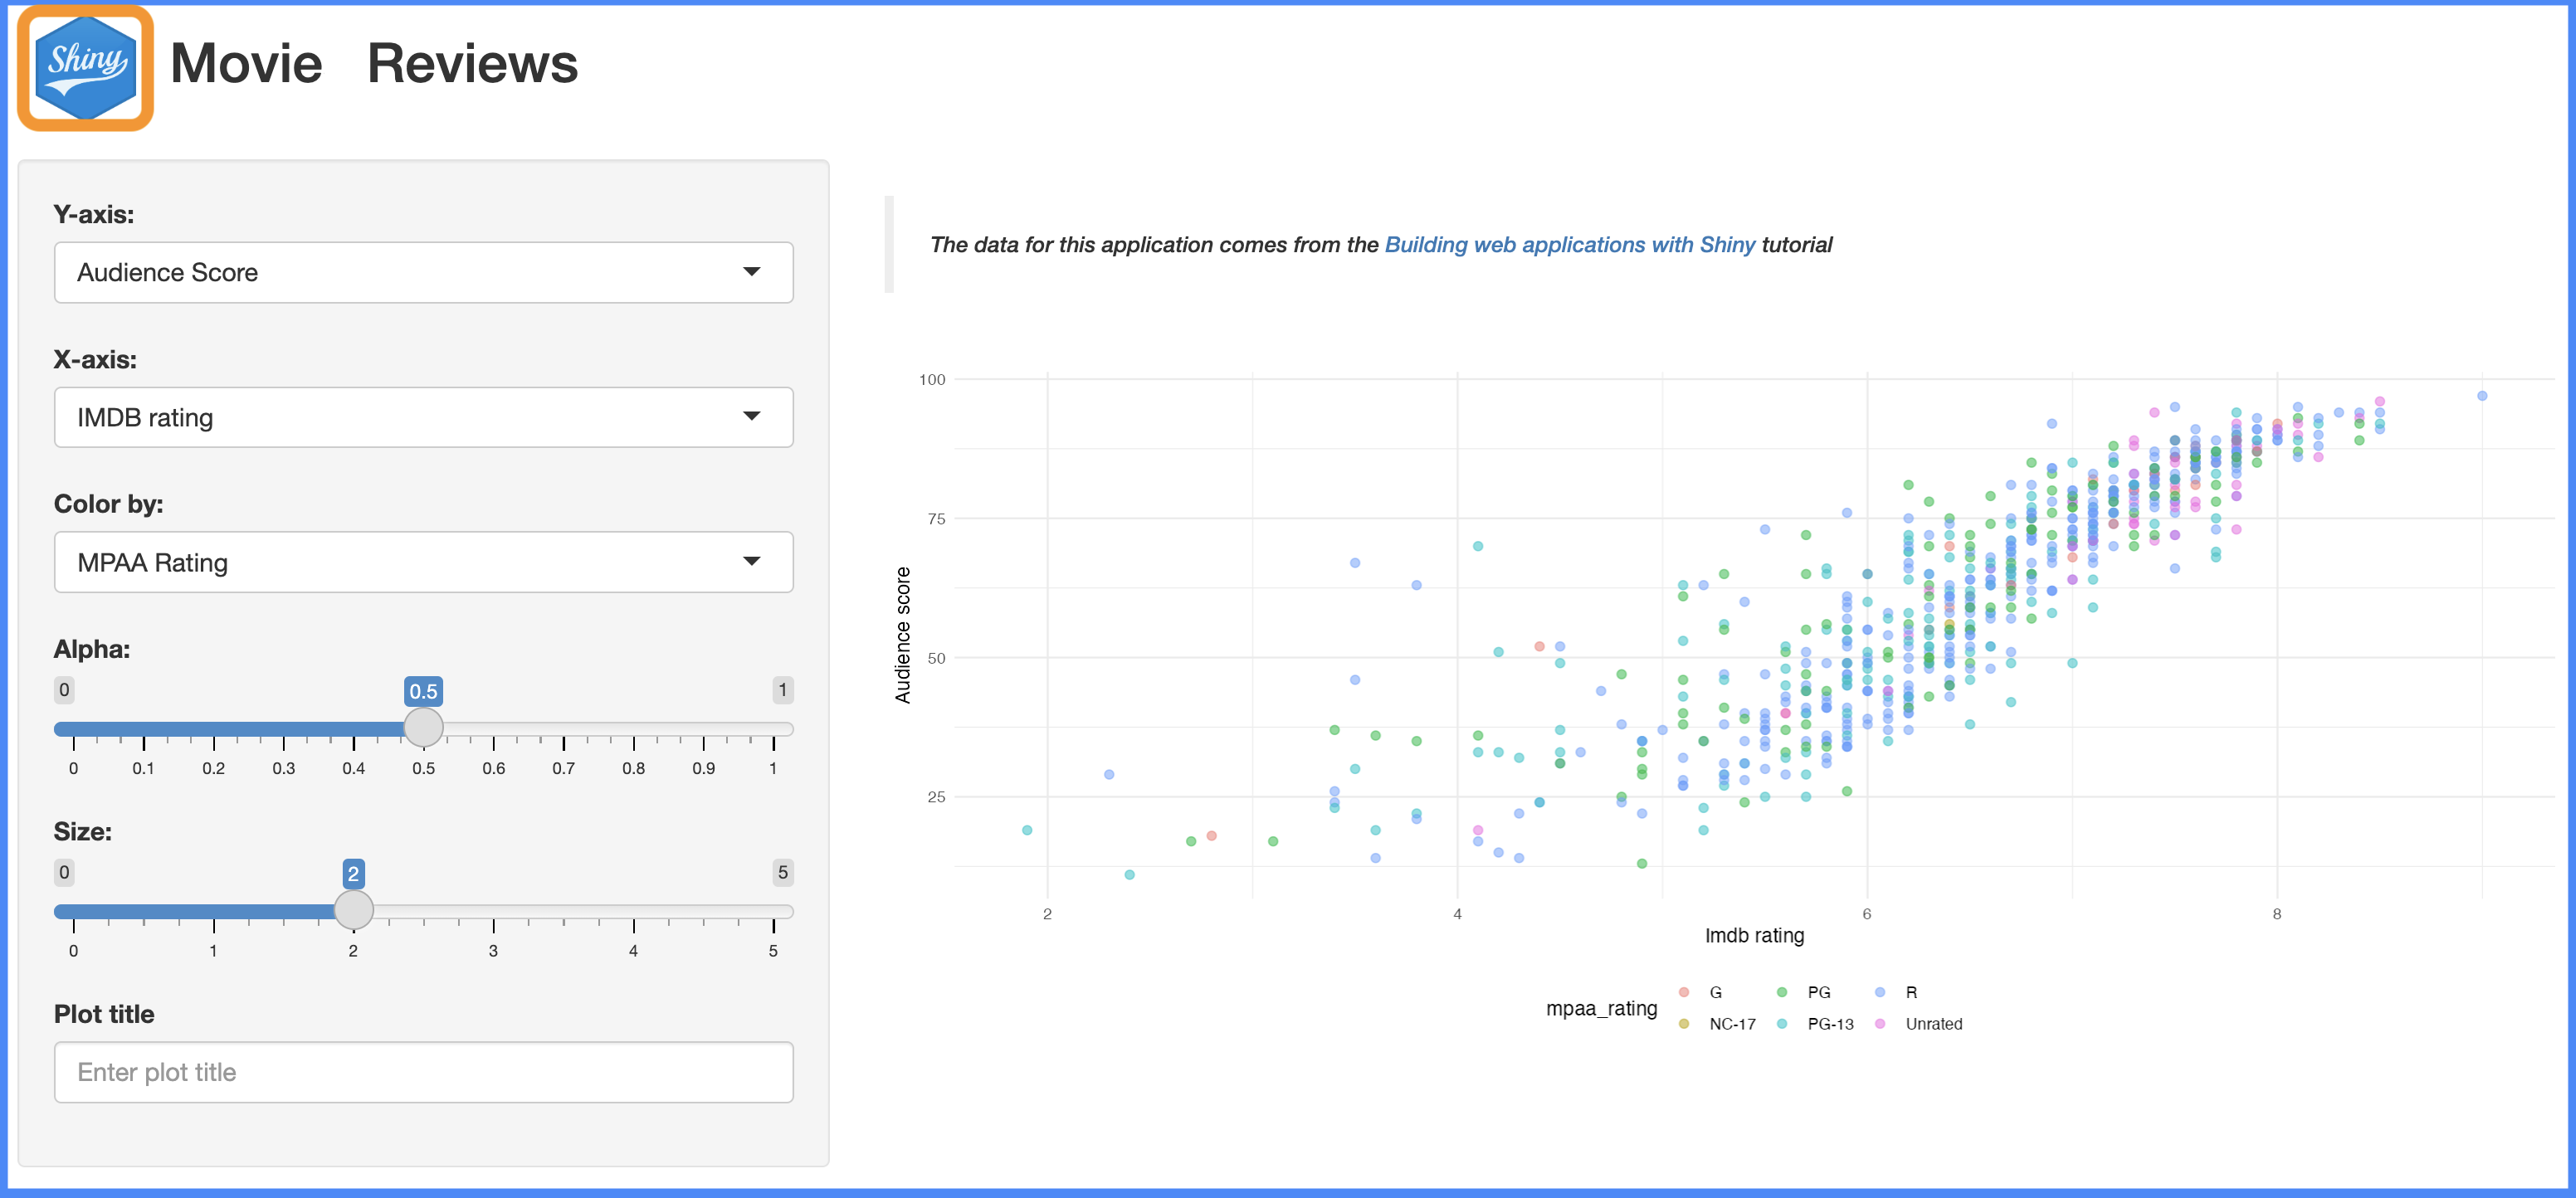 Shiny
Movie Reviews
Y-axis:
Audience Score
X-axis:
IMDB rating
Color by:
MPAA Rating
Alpha:
0 0.5 1
0 0.1 0.2 0.3 0.4 0.5 0.6 0.7 0.8 0.9 1
Size:
0 2 5
0 1 2 3 4 5
Plot title
Enter plot title
The data for this application comes from the Building web applications with Shiny tutorial
Audience score
100
75
50
25
2 4 6 8
Imdb rating
mpaa_rating
G PG R
NC-17 PG-13 Unrated